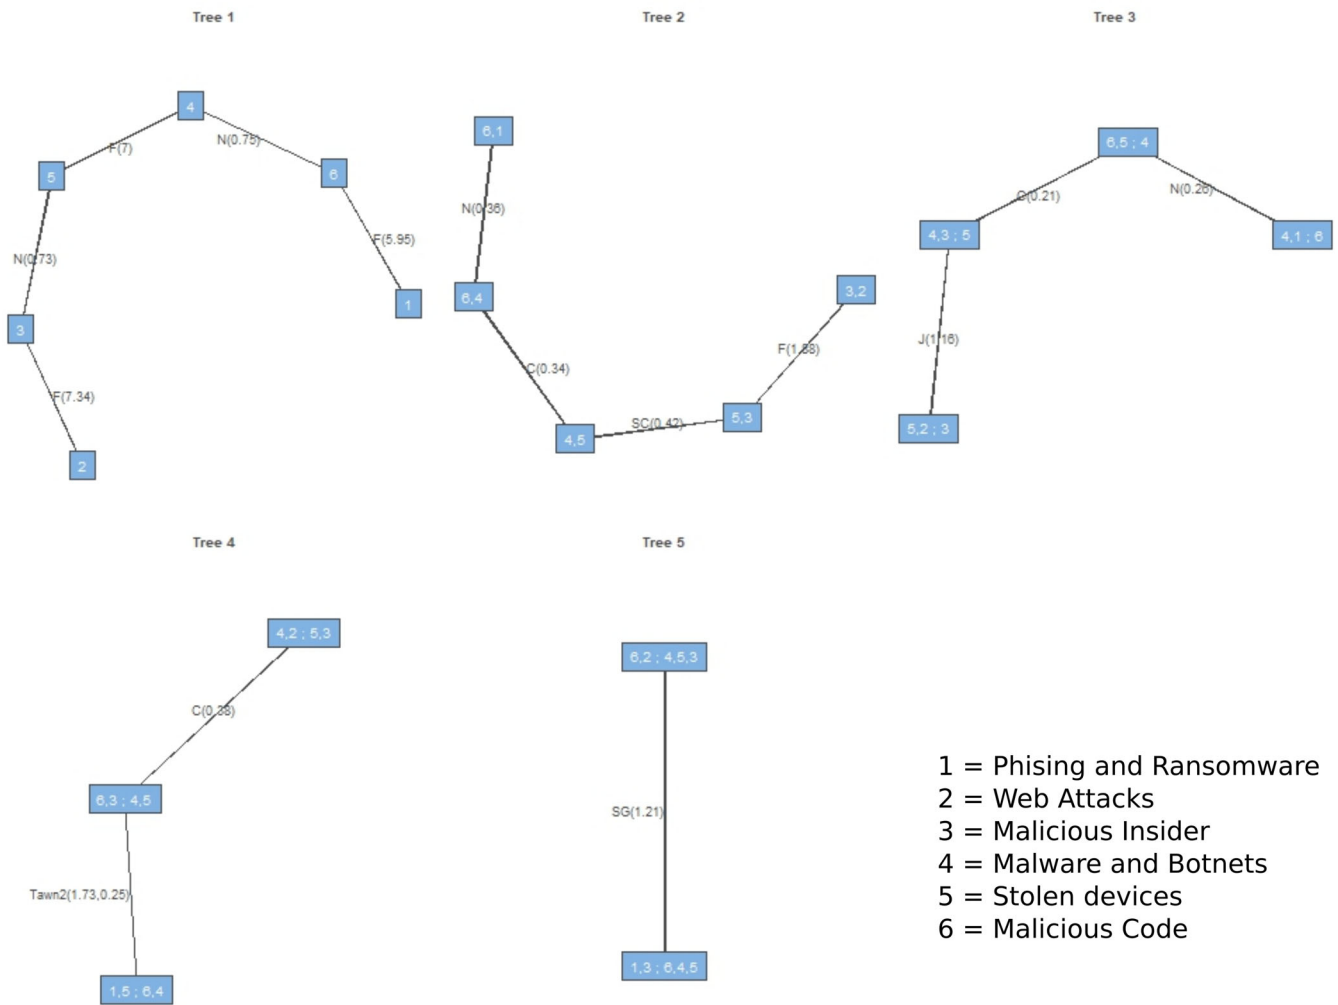 Tree 1
4
F(7)
N(0.75)
5
6
N(0.73)
F(5.95)
1
3
F(7.34)
2
Tree 2
6,1
N(0.36)
6,4
3,2
C(0.34)
F(1.88)
SC(0.42)
5,3
4,5
Tree 3
6,5 ; 4
C(0.21)
N(0.26)
4,3 ; 5
4,1 ; 6
J(1.16)
5,2 ; 3
Tree 4
4,2 ; 5,3
C(0.38)
6,3 ; 4,5
Tawn2(1.73,0.25)
1,5 ; 6,4
Tree 5
6,2 ; 4,5,3
SG(1.21)
1,3 ; 6,4,5
1 = Phising and Ransomware
2 = Web Attacks
3 = Malicious Insider
4 = Malware and Botnets
5 = Stolen devices
6 = Malicious Code